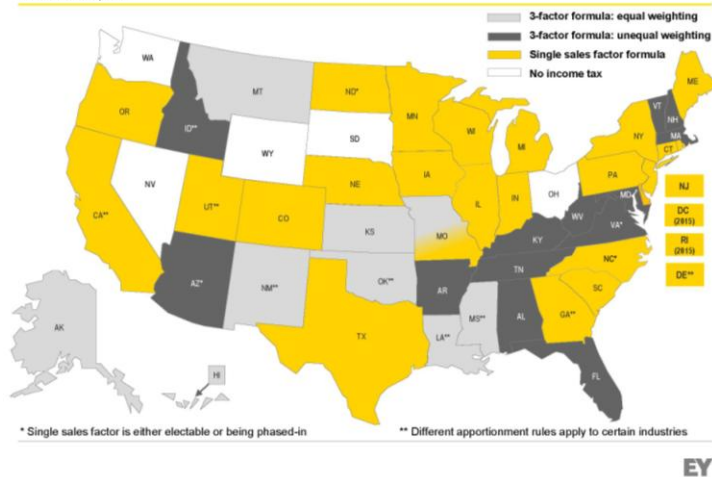 3-factor formula: equal weighting
3-factor formula: unequal weighting
Single sales factor formula
No income tax
WA
MT
ND*
MN
ME
VT
NH
OR
ID**
SD
WI
MI
NY
MA
CT
WY
IA
PA
NJ
NV
NE
IL
IN
OH
MD
DC
(2015)
CA**
UT**
CO
KS
MO
WV
VA*
KY
RI
(2015)
AZ*
NM**
OK**
AR
TN
NC*
SC
DE**
TX
LA**
MS**
AL
GA**
FL
AK
HI
* Single sales factor is either electable or being phased-in
** Different apportionment rules apply to certain industries
EY